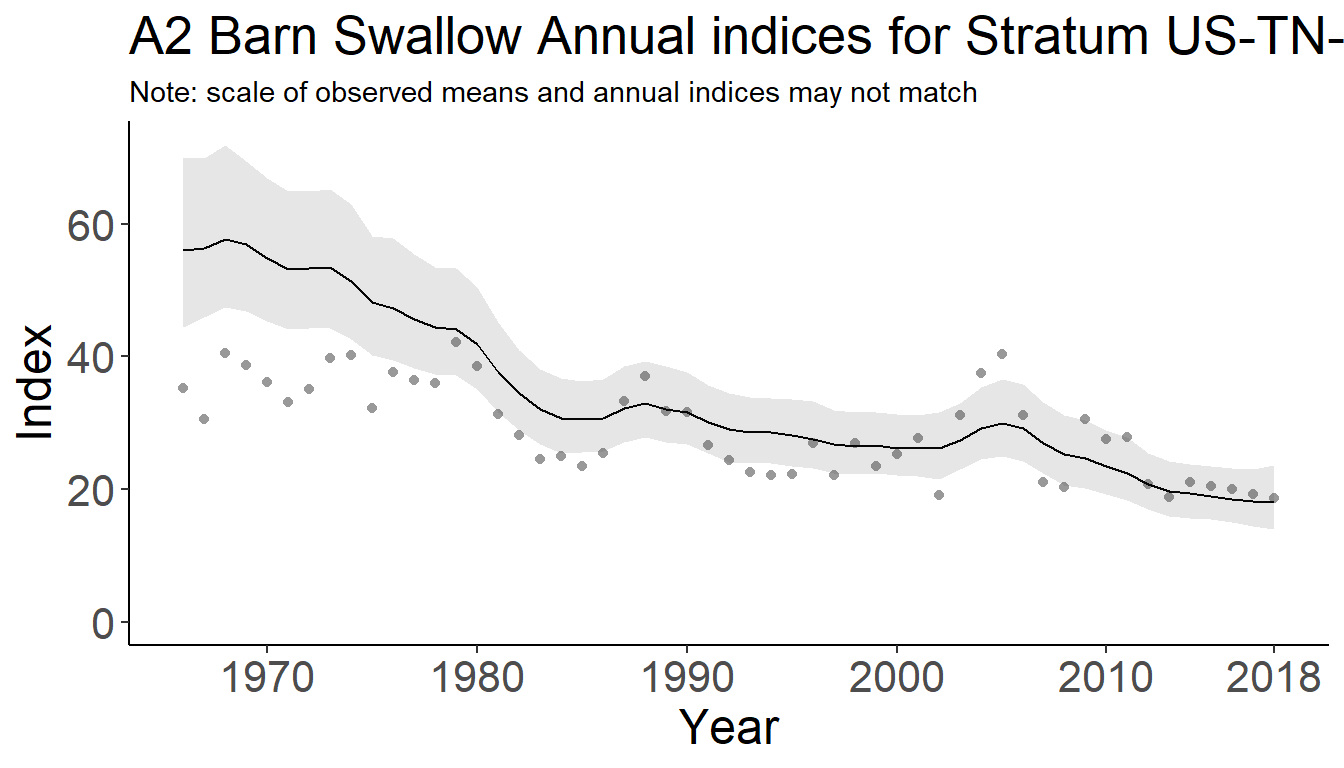 A2 Barn Swallow Annual indices for Stratum US-TN-
Note: scale of observed means and annual indices may not match
Index
60
40
20
0
1970 1980 1990 2000 2010 2018
Year